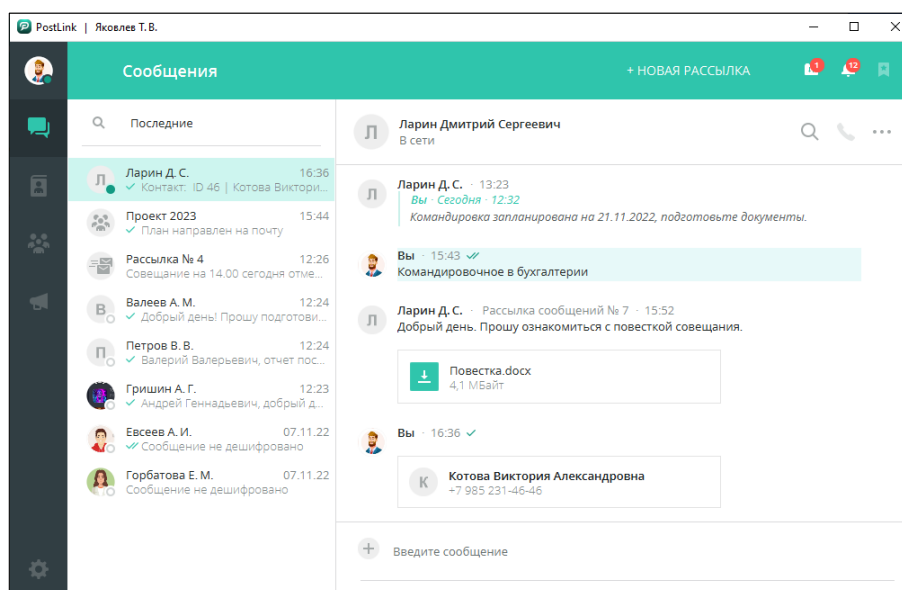 PostLink | Яковлев Т. В.
Сообщения
+ НОВАЯ РАССЫЛКА
1
12
Последние
Ларин Д. С. 16:36
Контакт: ID 46 | Котова Виктори...
Проект 2023 15:44
План направлен на почту
Рассылка № 4 12:26
Совещание на 14.00 сегодня отме...
В
Валеев А. М. 12:24
Добрый день! Прошу подготови...
П
Петров В. В. 12:24
Валерий Валерьевич, отчет пос...
Гришин А. Г. 12:23
Андрей Геннадьевич, добрый д...
Евсеев А. И. 07.11.22
Сообщение не дешифровано
Горбатова Е. М. 07.11.22
Сообщение не дешифровано
Л
Л
Ларин Дмитрий Сергеевич
В сети
Л
Ларин Д. С. · 13:23
Вы · Сегодня · 12:32
Командировка запланирована на 21.11.2022, подготовьте документы.
Вы · 15:43
Командировочное в бухгалтерии
Л
Ларин Д. С. · Рассылка сообщений № 7 · 15:52
Добрый день. Прошу ознакомиться с повесткой совещания.
Повестка.docx
4,1 МБайт
Вы · 16:36
К
Котова Виктория Александровна
+7 985 231-46-46
Введите сообщение